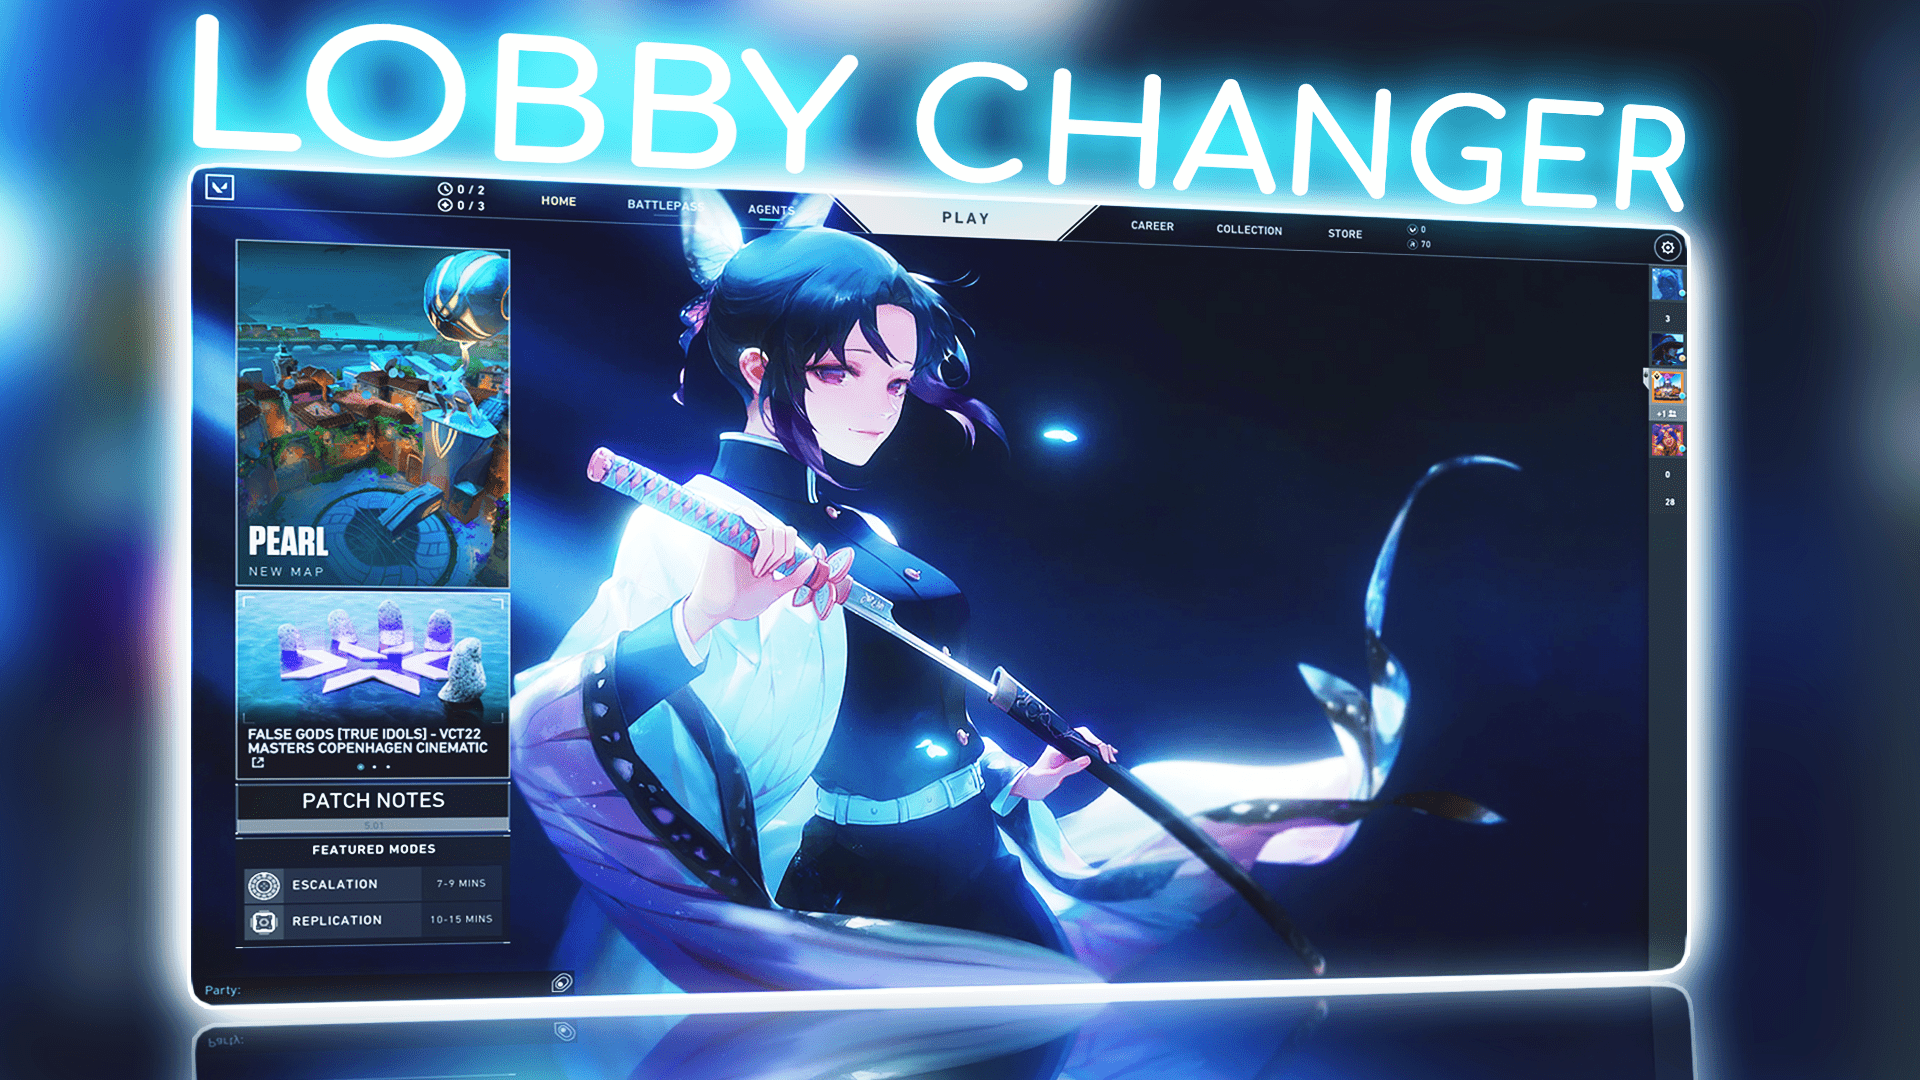 LOBBY CHANGER
0 / 2
0 / 3
HOME
BATTLEPASS
AGENTS
PLAY
CAREER
COLLECTION
STORE
0
70
3
+1
0
28
PEARL
NEW MAP
FALSE GODS [TRUE IDOLS] - VCT22
MASTERS COPENHAGEN CINEMATIC
PATCH NOTES
5.01
FEATURED MODES
ESCALATION 7-9 MINS
REPLICATION 10-15 MINS
Party: